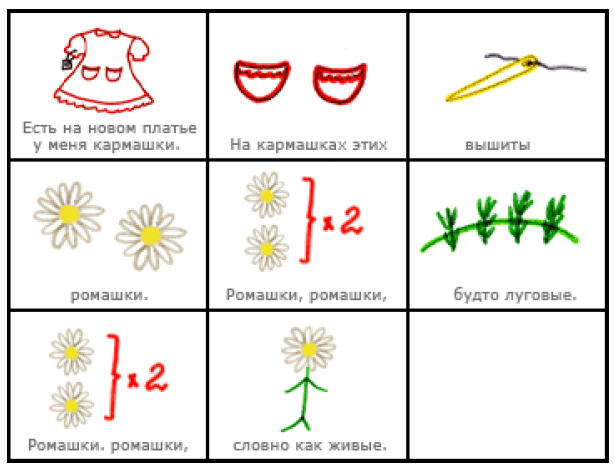 Есть на новом платье
у меня кармашки.
На кармашках этих
вышиты
ромашки.
x 2
Ромашки, ромашки,
будто луговые.
x 2
Ромашки. ромашки,
словно как живые.